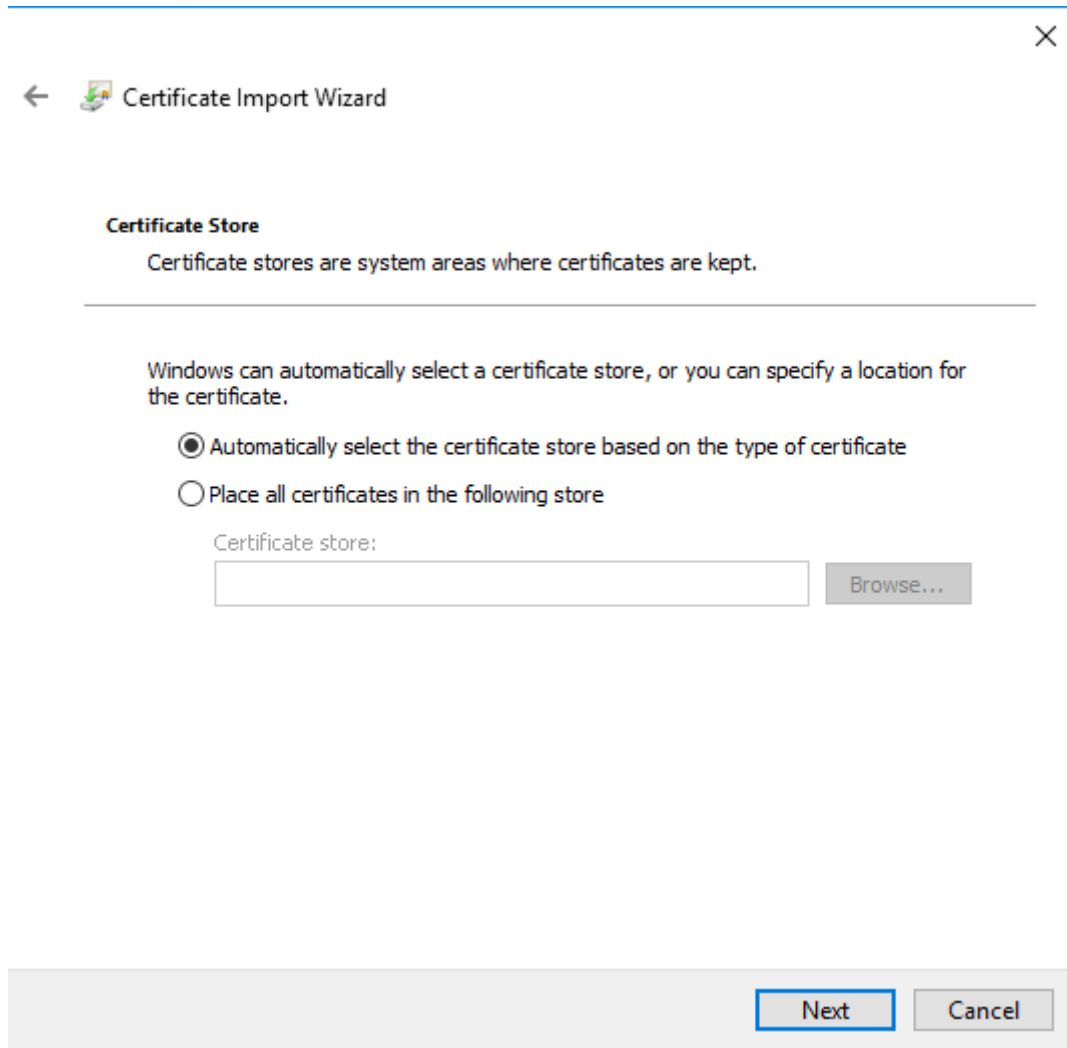 Certificate Import Wizard
Certificate Store
Certificate stores are system areas where certificates are kept.
Windows can automatically select a certificate store, or you can specify a location for
the certificate.
Automatically select the certificate store based on the type of certificate
Place all certificates in the following store
Certificate store:
Browse...
Next
Cancel